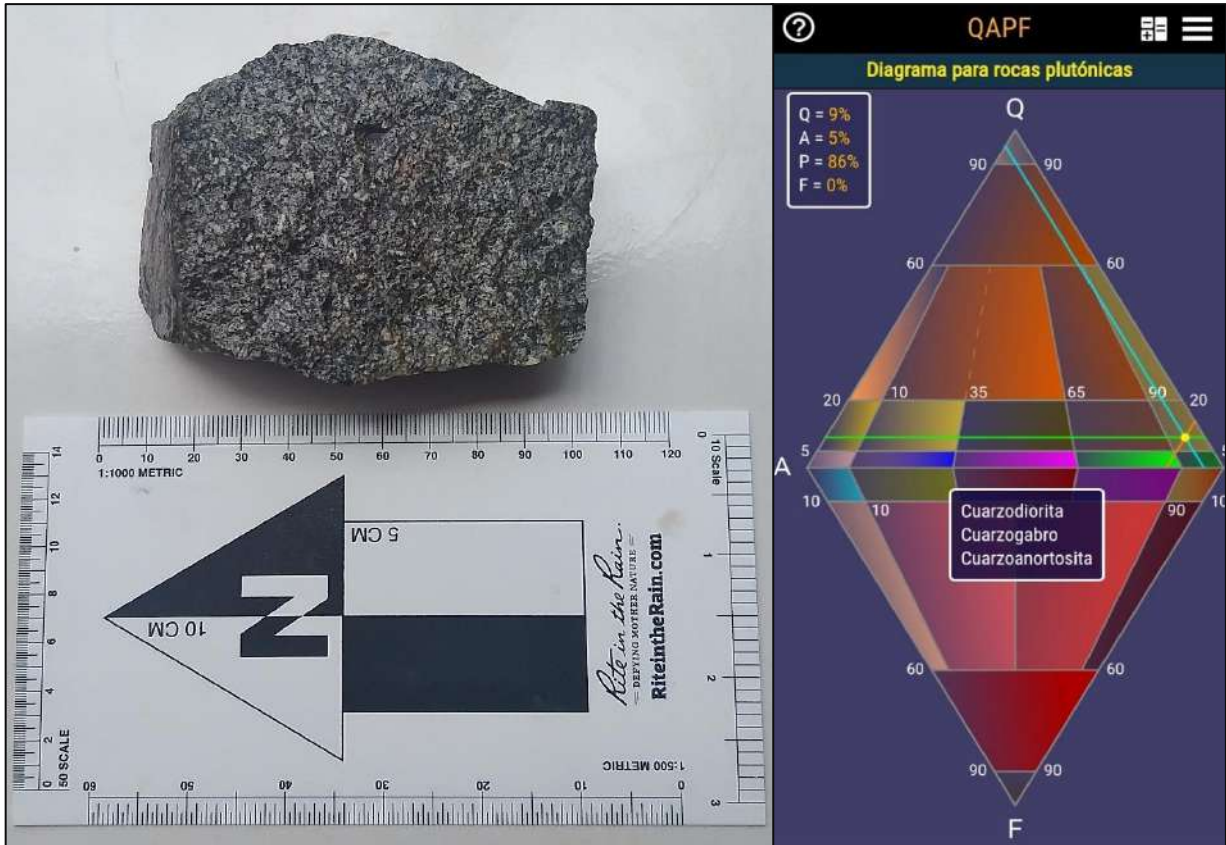 0 10 20 30 40 50 60 70 80 90 100 110 120
1:1000 METRIC
0 10 Scale
1
2
3
14
12
10
8
6
4
2
0
50 SCALE
5 CM
10 CM
N
Rite in the Rain
DEFYING MOTHER NATURE
RiteintheRain.com
1:500 METRIC
60 50 40 30 20 10 0
?
QAPF
Diagrama para rocas plutónicas
Q = 9%
A = 5%
P = 86%
F = 0%
Q
90 90
60 60
20 10 35 65 90 20
5 5
A
10 10 90 10
Cuarzodiorita
Cuarzogabro
Cuarzoanortosita
60 60
90 90
F